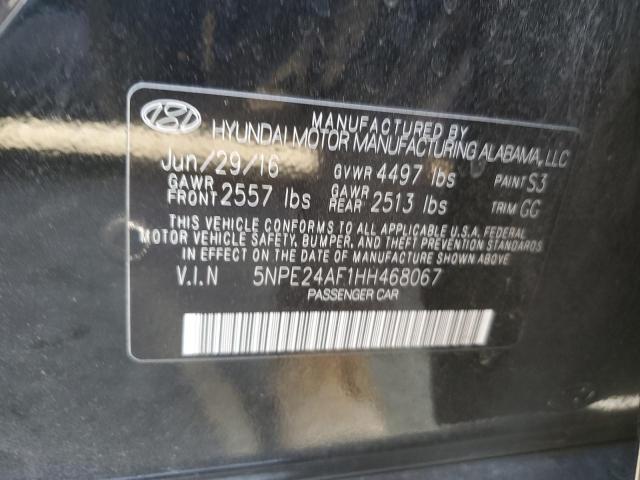 MANUFACTURED BY
HYUNDAI MOTOR MANUFACTURING ALABAMA, LLC
Jun/29/16 GVWR 4497 lbs PAINT S3
GAWR FRONT 2557 lbs GAWR REAR 2513 lbs TRIM GG
THIS VEHICLE CONFORMS TO ALL APPLICABLE U.S.A. FEDERAL
MOTOR VEHICLE SAFETY, BUMPER, AND THEFT PREVENTION STANDARDS
IN EFFECT ON THE DATE OF MANUFACTURE SHOWN ABOVE.
V.I.N 5NPE24AF1HH468067
PASSENGER CAR